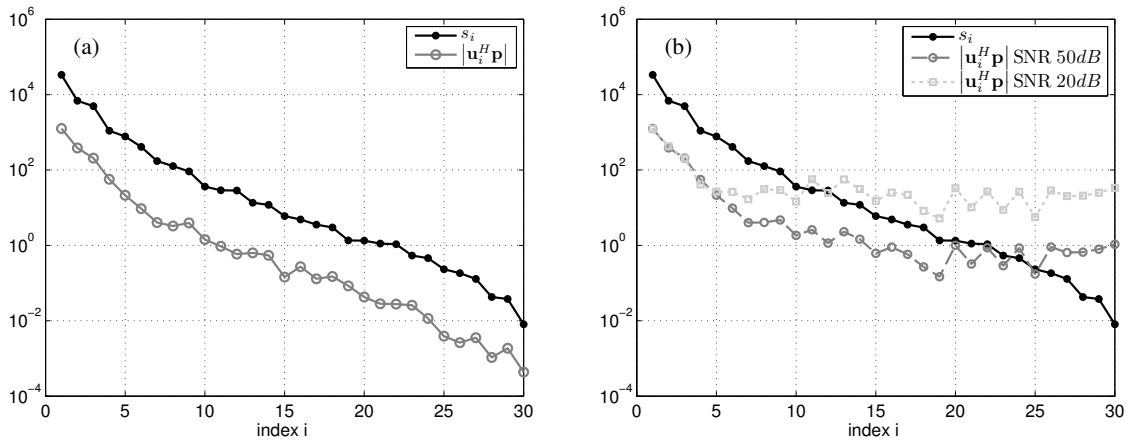 (a)
s_i
|u_i^H p|
10^6
10^4
10^2
10^0
10^-2
10^-4
0 5 10 15 20 25 30
index i
(b)
s_i
|u_i^H p| SNR 50dB
|u_i^H p| SNR 20dB
10^6
10^4
10^2
10^0
10^-2
10^-4
0 5 10 15 20 25 30
index i